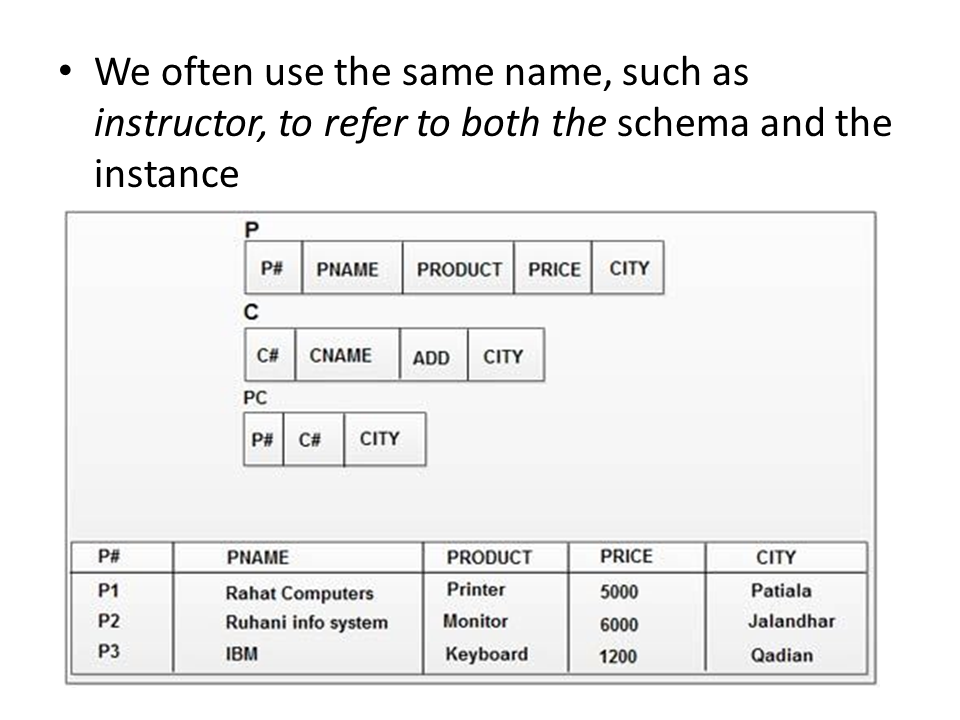 • We often use the same name, such as
instructor, to refer to both the schema and the
instance
P
P# PNAME PRODUCT PRICE CITY
C
C# CNAME ADD CITY
PC
P# C# CITY
P# PNAME PRODUCT PRICE CITY
P1 Rahat Computers Printer 5000 Patiala
P2 Ruhani info system Monitor 6000 Jalandhar
P3 IBM Keyboard 1200 Qadian